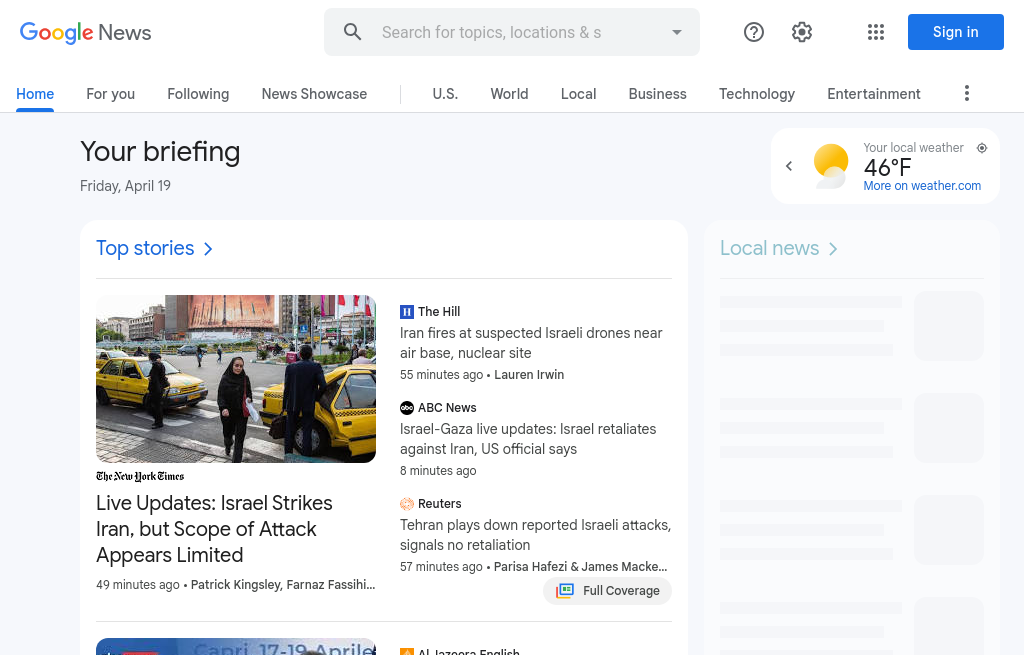 Google News
Search for topics, locations & s
Sign in
Home
For you
Following
News Showcase
U.S.
World
Local
Business
Technology
Entertainment
Your briefing
Friday, April 19
Your local weather
46°F
More on weather.com
Top stories
Local news
The New York Times
Live Updates: Israel Strikes
Iran, but Scope of Attack
Appears Limited
49 minutes ago • Patrick Kingsley, Farnaz Fassihi...
The Hill
Iran fires at suspected Israeli drones near
air base, nuclear site
55 minutes ago • Lauren Irwin
abc ABC News
Israel-Gaza live updates: Israel retaliates
against Iran, US official says
8 minutes ago
Reuters
Tehran plays down reported Israeli attacks,
signals no retaliation
57 minutes ago • Parisa Hafezi & James Macke...
Full Coverage
Capri, 17-19 Aprile
Al Jazeera English